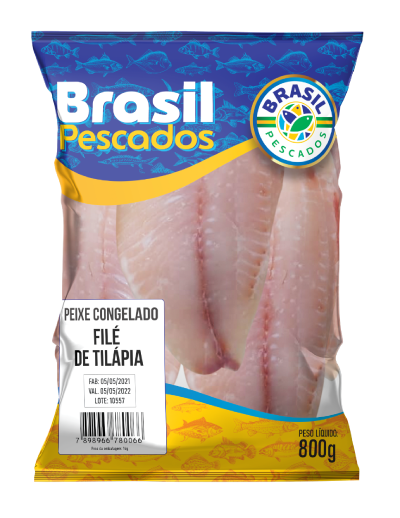 Brasil
Pescados
BRASIL
PESCADOS
PEIXE CONGELADO
FILÉ
DE TILÁPIA
FAB: 05/05/2021
VAL. 05/05/2022
LOTE: 10557
7 898966 780066
PESO LÍQUIDO:
800g